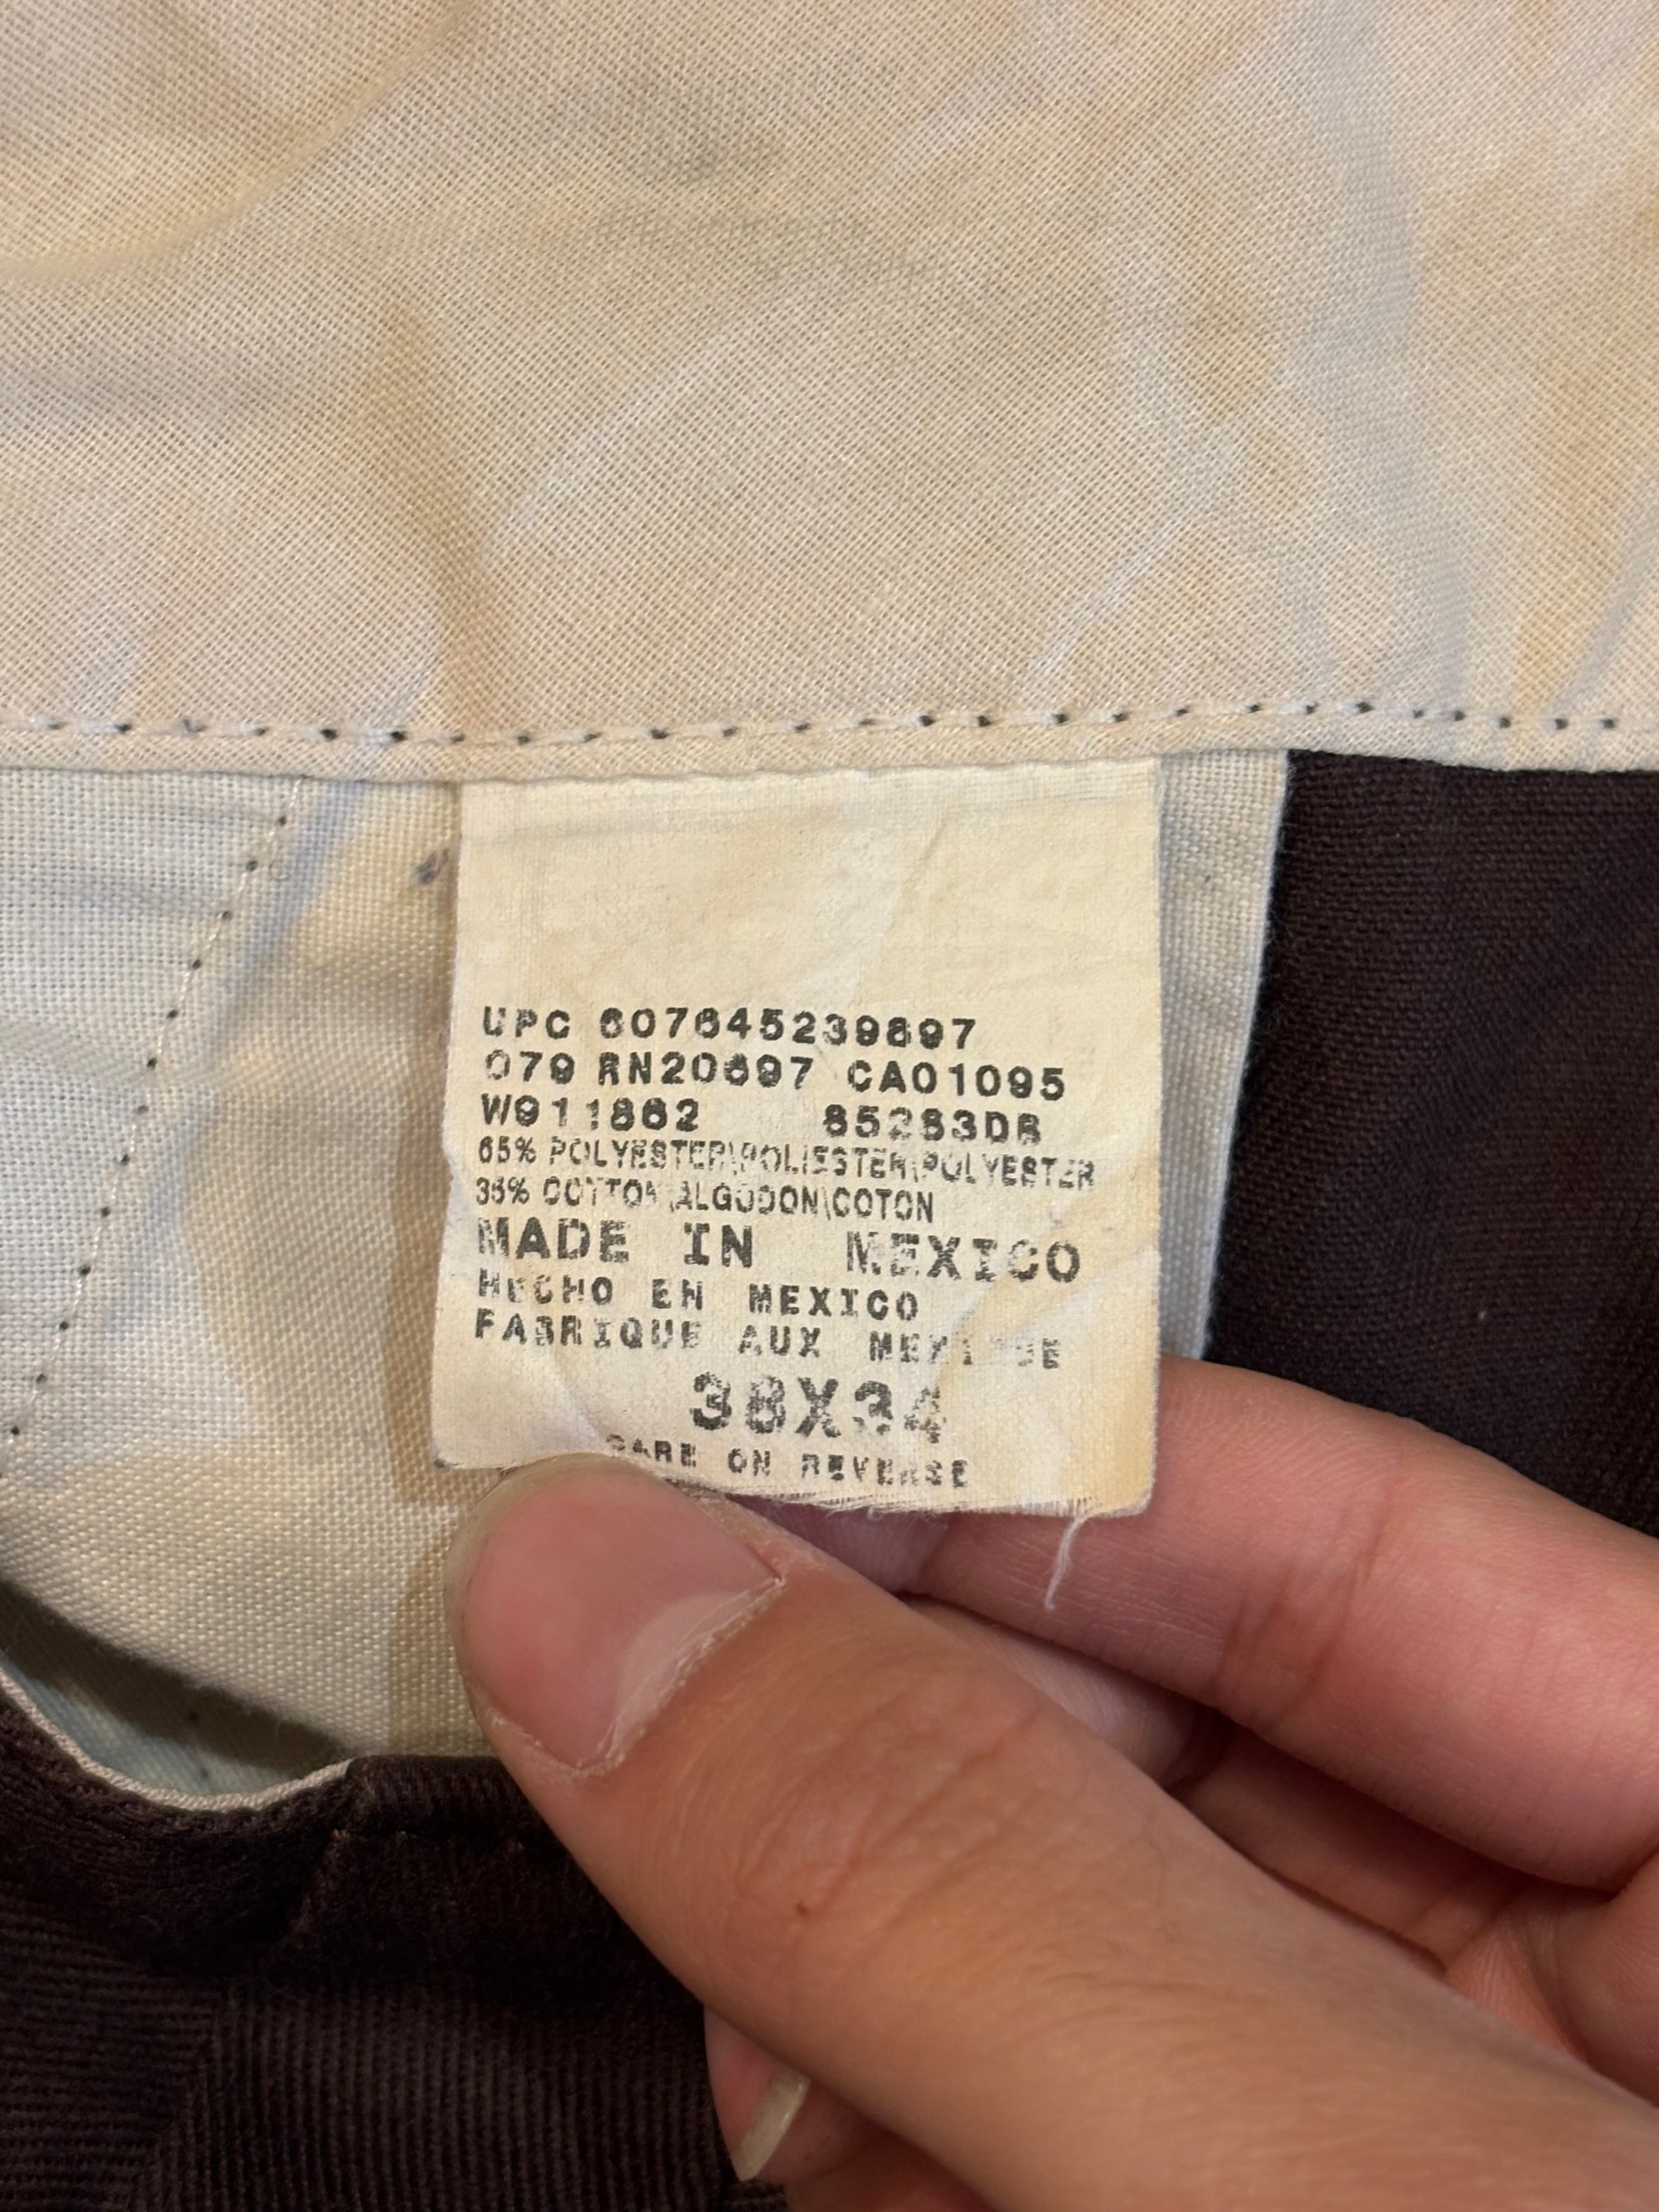 UPC 607645239897
079 RN20697 CA01095
W911862 85283DB
65% POLYESTER\POLIESTER\POLYESTER
35% COTTON\ALGODON\COTON
MADE IN MEXICO
HECHO EN MEXICO
FABRIQUE AUX MEXIQUE
38X34
CARE ON REVERSE